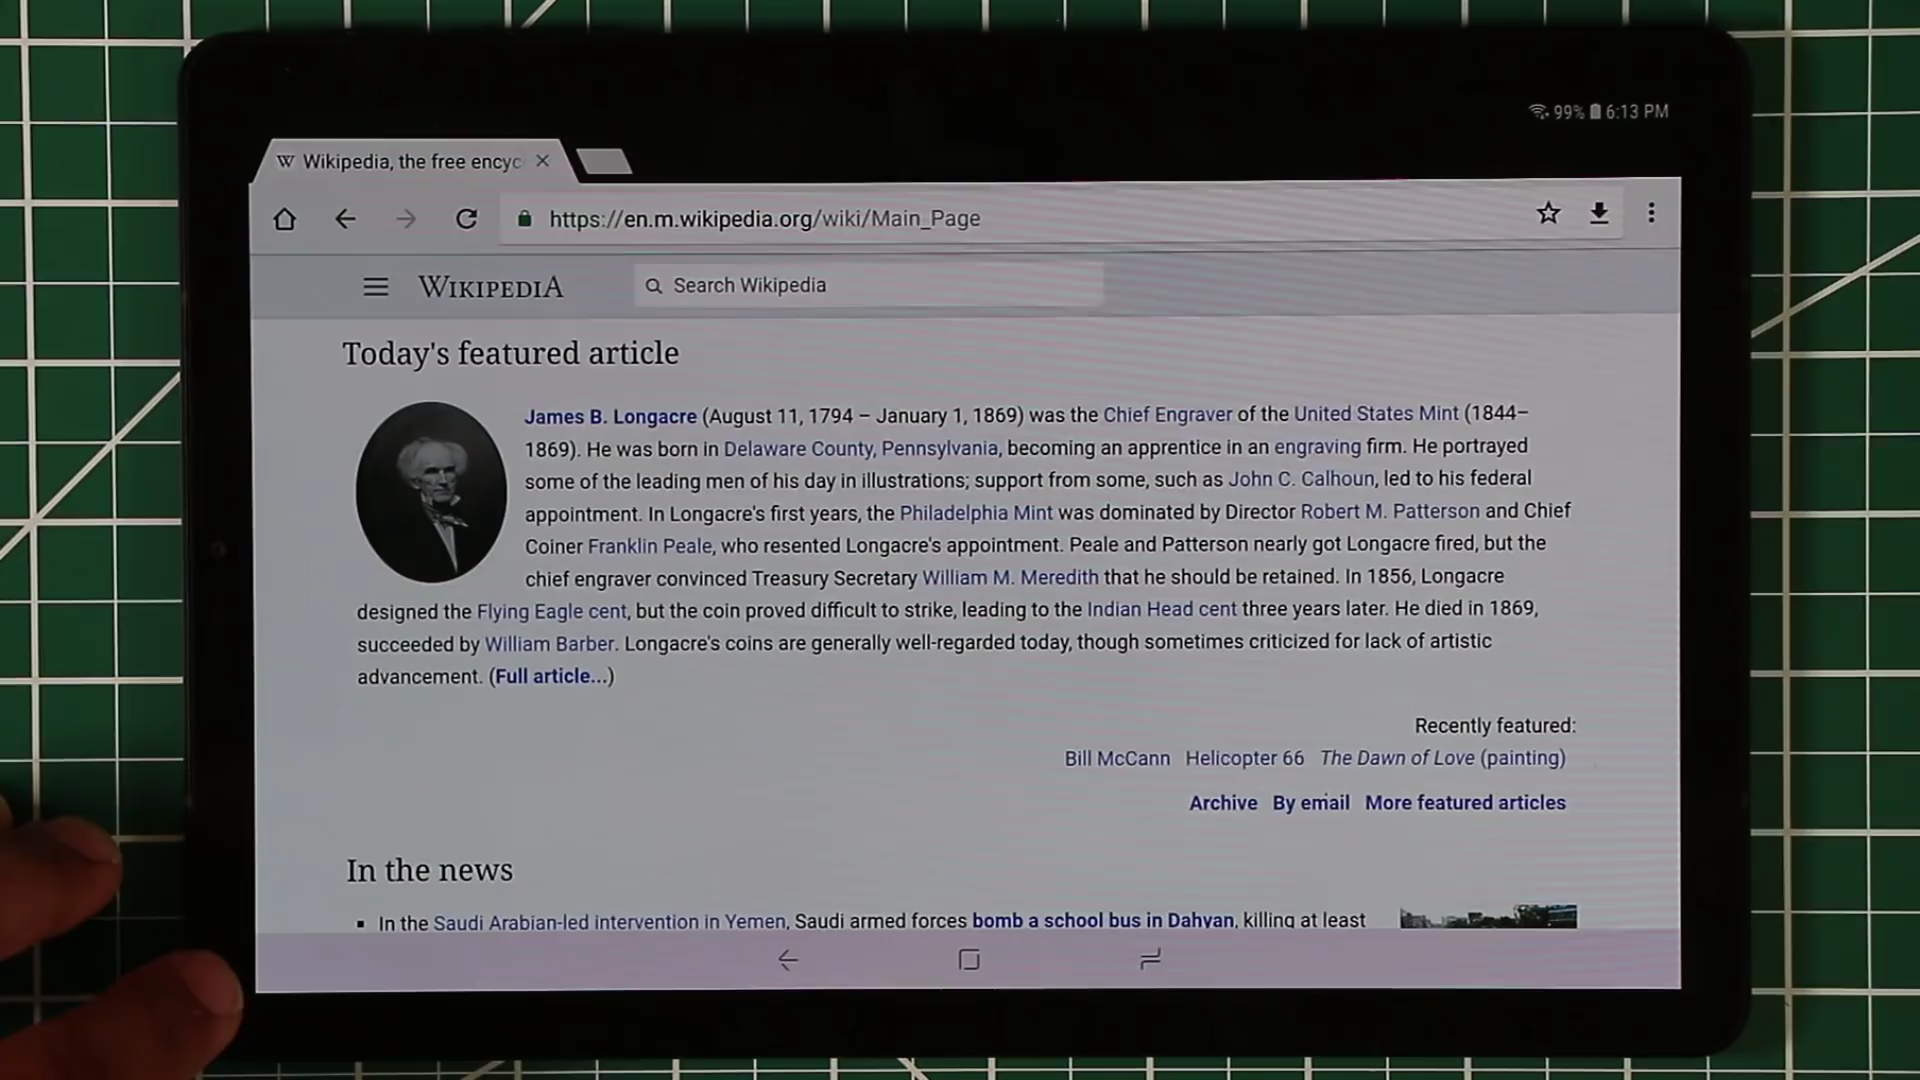 99% 6:13 PM
Wikipedia, the free encyc
https://en.m.wikipedia.org/wiki/Main_Page
WIKIPEDIA
Search Wikipedia
Today's featured article
James B. Longacre (August 11, 1794 – January 1, 1869) was the Chief Engraver of the United States Mint (1844–
1869). He was born in Delaware County, Pennsylvania, becoming an apprentice in an engraving firm. He portrayed
some of the leading men of his day in illustrations; support from some, such as John C. Calhoun, led to his federal
appointment. In Longacre's first years, the Philadelphia Mint was dominated by Director Robert M. Patterson and Chief
Coiner Franklin Peale, who resented Longacre's appointment. Peale and Patterson nearly got Longacre fired, but the
chief engraver convinced Treasury Secretary William M. Meredith that he should be retained. In 1856, Longacre
designed the Flying Eagle cent, but the coin proved difficult to strike, leading to the Indian Head cent three years later. He died in 1869,
succeeded by William Barber. Longacre's coins are generally well-regarded today, though sometimes criticized for lack of artistic
advancement. (Full article...)
Recently featured:
Bill McCann Helicopter 66 The Dawn of Love (painting)
Archive By email More featured articles
In the news
In the Saudi Arabian-led intervention in Yemen, Saudi armed forces bomb a school bus in Dahyan, killing at least